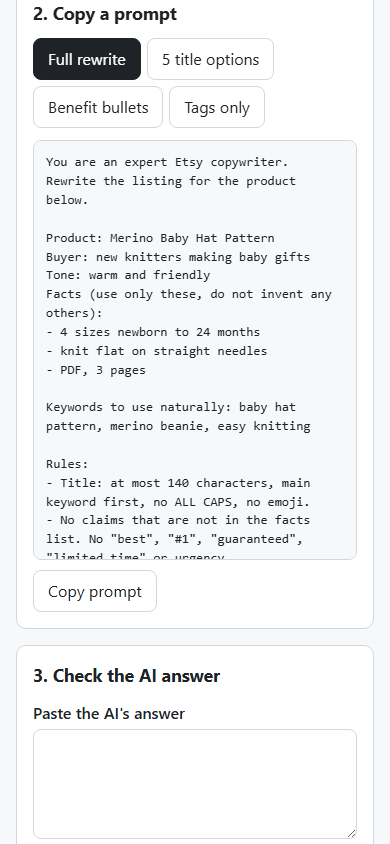 2. Copy a prompt
Full rewrite
5 title options
Benefit bullets
Tags only
You are an expert Etsy copywriter.
Rewrite the listing for the product
below.
Product: Merino Baby Hat Pattern
Buyer: new knitters making baby gifts
Tone: warm and friendly
Facts (use only these, do not invent any
others):
- 4 sizes newborn to 24 months
- knit flat on straight needles
- PDF, 3 pages
Keywords to use naturally: baby hat
pattern, merino beanie, easy knitting
Rules:
- Title: at most 140 characters, main
keyword first, no ALL CAPS, no emoji.
- No claims that are not in the facts
list. No "best", "#1", "guaranteed",
"limited time" or urgency
Copy prompt
3. Check the AI answer
Paste the AI's answer